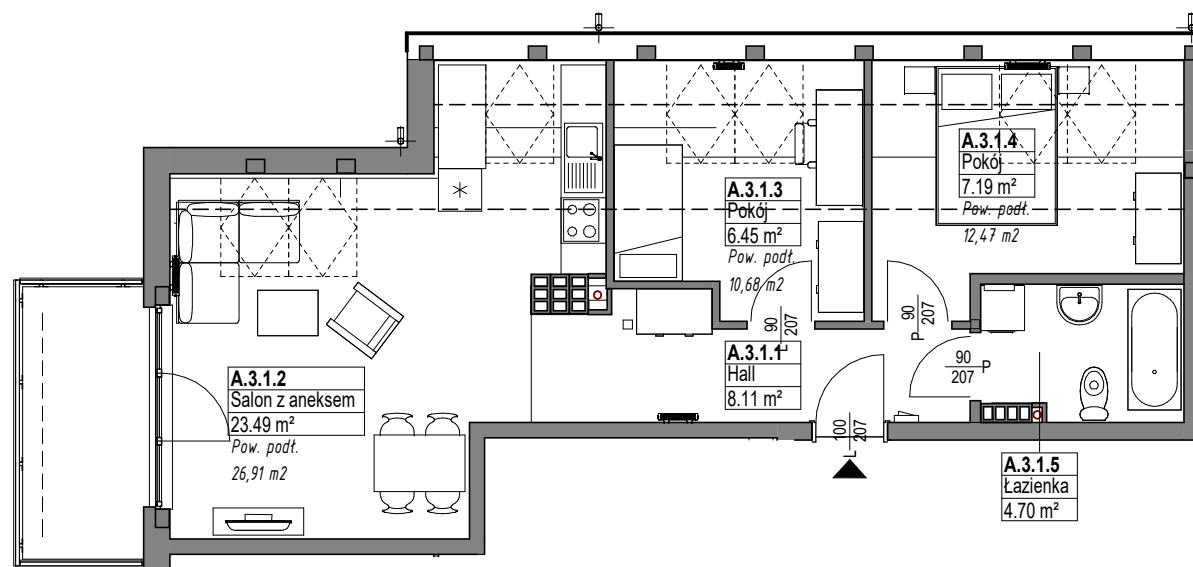 A.3.1.4
Pokój
7.19 m²
Pow. podł.
12,47 m2
A.3.1.3
Pokój
6.45 m²
Pow. podł.
10,68 m2
90
207
L
90
207
P
A.3.1.1
Hall
8.11 m²
90
207
P
A.3.1.2
Salon z aneksem
23.49 m²
Pow. podł.
26,91 m2
100
207
L
A.3.1.5
Łazienka
4.70 m²